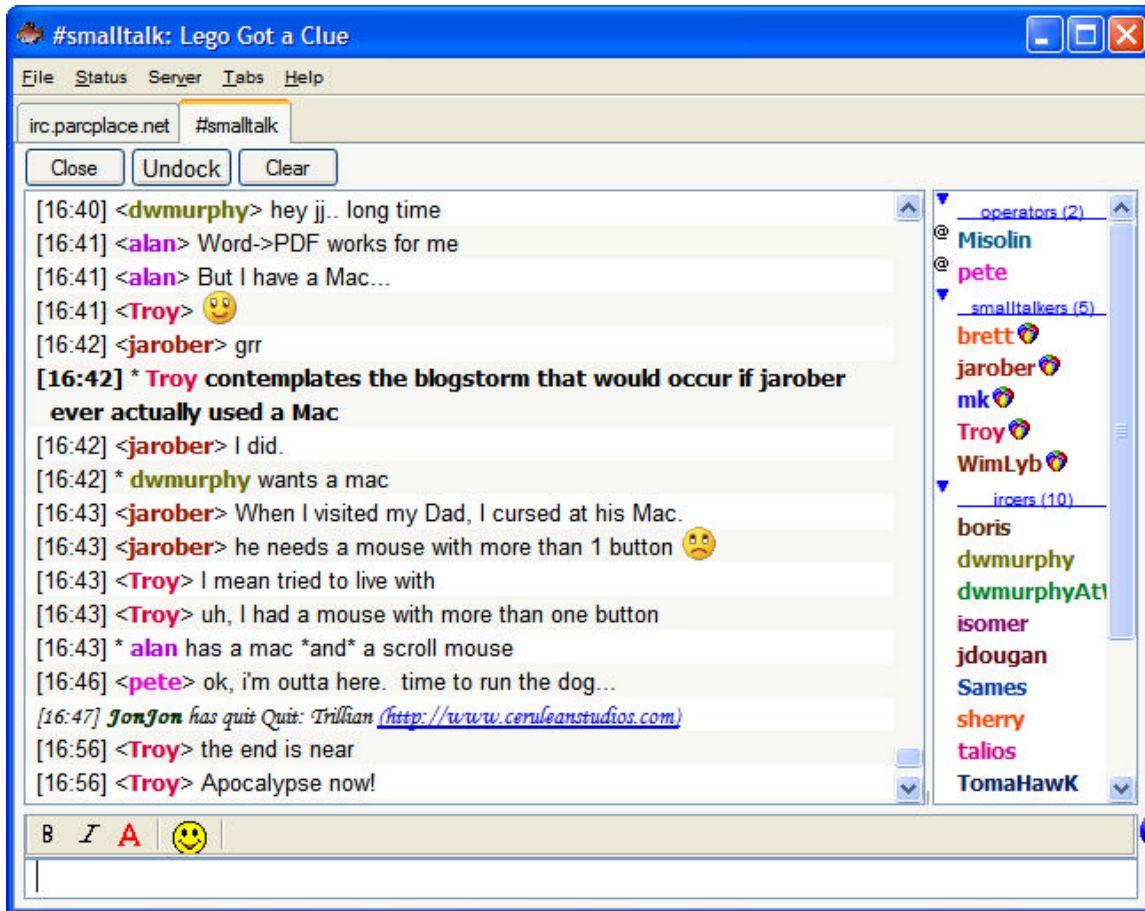 #smalltalk: Lego Got a Clue
File Status Server Tabs Help
irc.parcplace.net #smalltalk
Close Undock Clear
[16:40] <dwmurphy> hey jj.. long time
[16:41] <alan> Word->PDF works for me
[16:41] <alan> But I have a Mac...
[16:41] <Troy>
[16:42] <jarober> grr
[16:42] * Troy contemplates the blogstorm that would occur if jarober
ever actually used a Mac
[16:42] <jarober> I did.
[16:42] * dwmurphy wants a mac
[16:43] <jarober> When I visited my Dad, I cursed at his Mac.
[16:43] <jarober> he needs a mouse with more than 1 button
[16:43] <Troy> I mean tried to live with
[16:43] <Troy> uh, I had a mouse with more than one button
[16:43] * alan has a mac *and* a scroll mouse
[16:46] <pete> ok, i'm outta here.  time to run the dog...
[16:47] JonJon has quit Quit: Trillian (http://www.ceruleanstudios.com)
[16:56] <Troy> the end is near
[16:56] <Troy> Apocalypse now!
operators (2)
@ Misolin
@ pete
smalltalkers (5)
brett
jarober
mk
Troy
WimLyb
ircers (10)
boris
dwmurphy
dwmurphyAt
isomer
jdougan
Sames
sherry
talios
TomaHawK
B I A